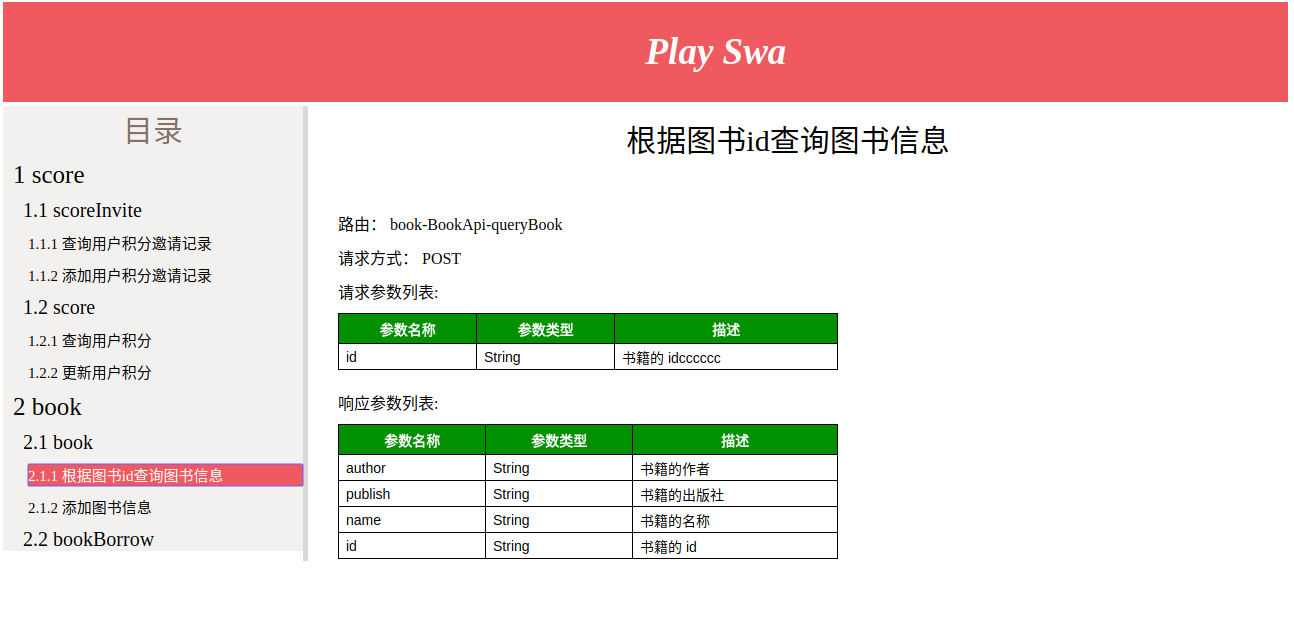 Play Swa
目录
1 score
1.1 scoreInvite
1.1.1 查询用户积分邀请记录
1.1.2 添加用户积分邀请记录
1.2 score
1.2.1 查询用户积分
1.2.2 更新用户积分
2 book
2.1 book
2.1.1 根据图书id查询图书信息
2.1.2 添加图书信息
2.2 bookBorrow
根据图书id查询图书信息
路由： book-BookApi-queryBook
请求方式： POST
请求参数列表:
参数名称 参数类型 描述
id String 书籍的 idcccccc
响应参数列表:
参数名称 参数类型 描述
author String 书籍的作者
publish String 书籍的出版社
name String 书籍的名称
id String 书籍的 id